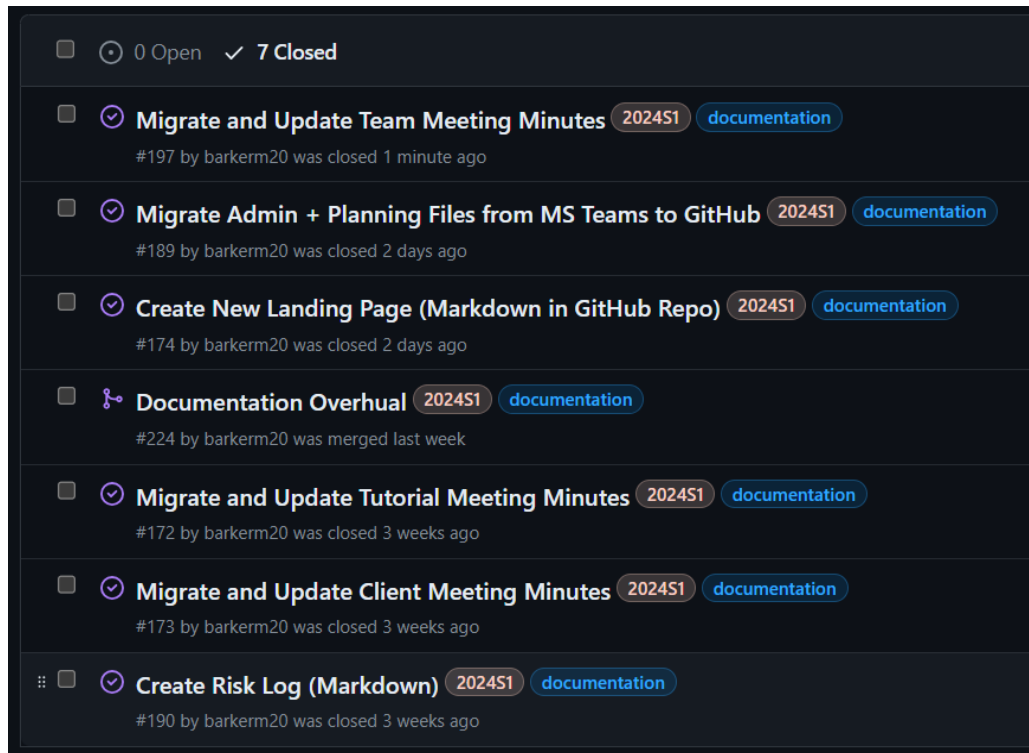 0 Open 7 Closed
Migrate and Update Team Meeting Minutes 2024S1 documentation
#197 by barkerm20 was closed 1 minute ago
Migrate Admin + Planning Files from MS Teams to GitHub 2024S1 documentation
#189 by barkerm20 was closed 2 days ago
Create New Landing Page (Markdown in GitHub Repo) 2024S1 documentation
#174 by barkerm20 was closed 2 days ago
Documentation Overhual 2024S1 documentation
#224 by barkerm20 was merged last week
Migrate and Update Tutorial Meeting Minutes 2024S1 documentation
#172 by barkerm20 was closed 3 weeks ago
Migrate and Update Client Meeting Minutes 2024S1 documentation
#173 by barkerm20 was closed 3 weeks ago
Create Risk Log (Markdown) 2024S1 documentation
#190 by barkerm20 was closed 3 weeks ago